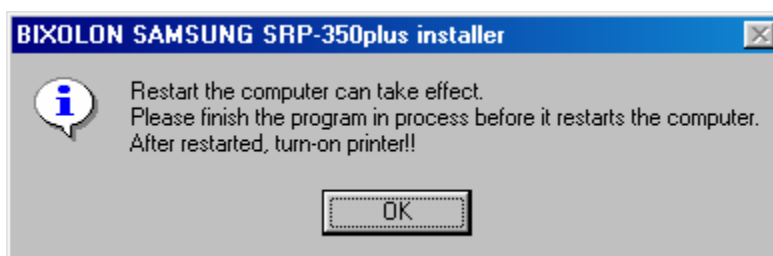 BIXOLON SAMSUNG SRP-350plus installer
Restart the computer can take effect.
Please finish the program in process before it restarts the computer.
After restarted, turn-on printer!!
OK